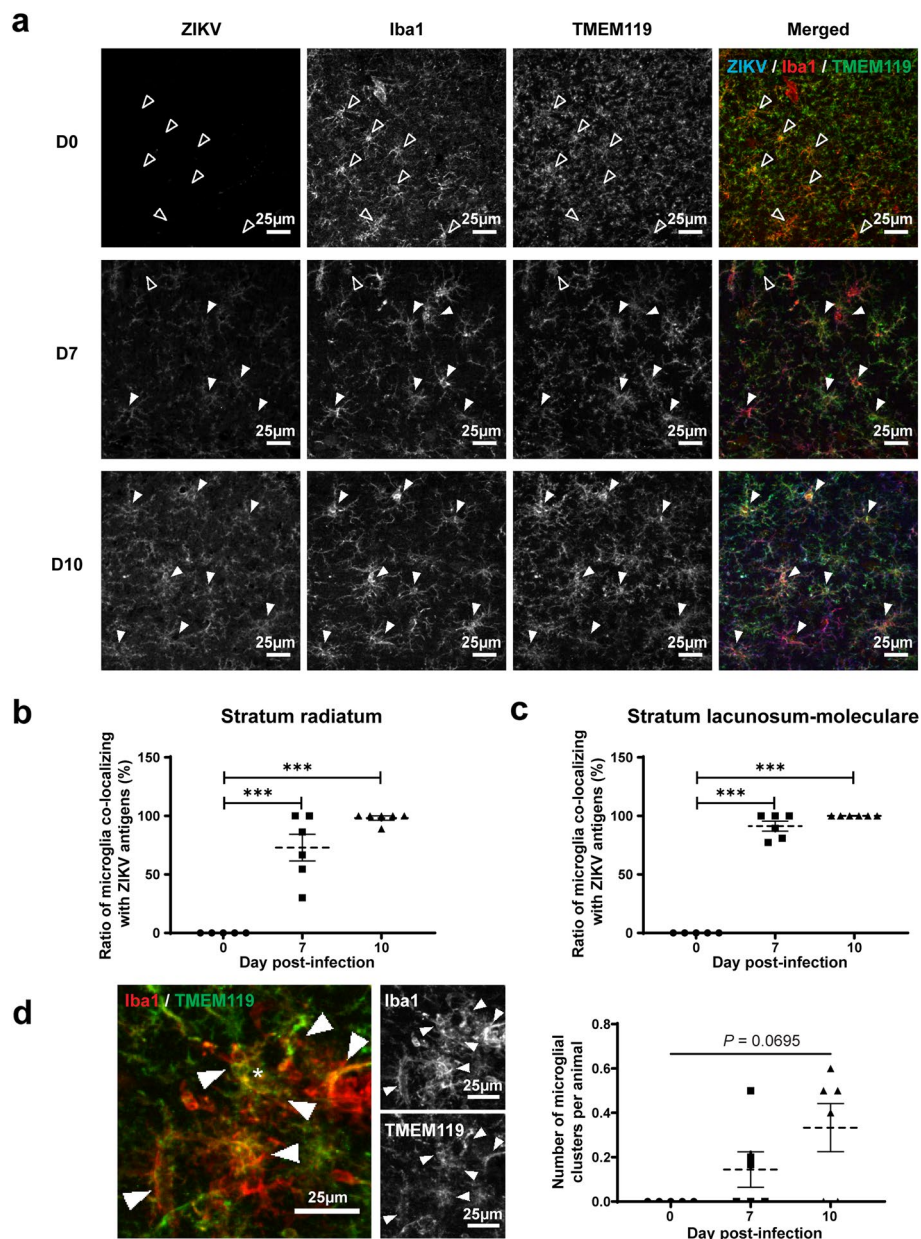 a
ZIKV Iba1 TMEM119 Merged
ZIKV / Iba1 / TMEM119
D0
25µm 25µm 25µm 25µm
D7
25µm 25µm 25µm 25µm
D10
25µm 25µm 25µm 25µm
b
Stratum radiatum
Ratio of microglia co-localizing
with ZIKV antigens (%)
150
100
50
0
***
***
0 7 10
Day post-infection
c
Stratum lacunosum-moleculare
Ratio of microglia co-localizing
with ZIKV antigens (%)
150
100
50
0
***
***
0 7 10
Day post-infection
d
Iba1 / TMEM119
*
25µm
Iba1
25µm
TMEM119
25µm
Number of microglial
clusters per animal
0.8
0.6
0.4
0.2
0.0
P = 0.0695
0 7 10
Day post-infection